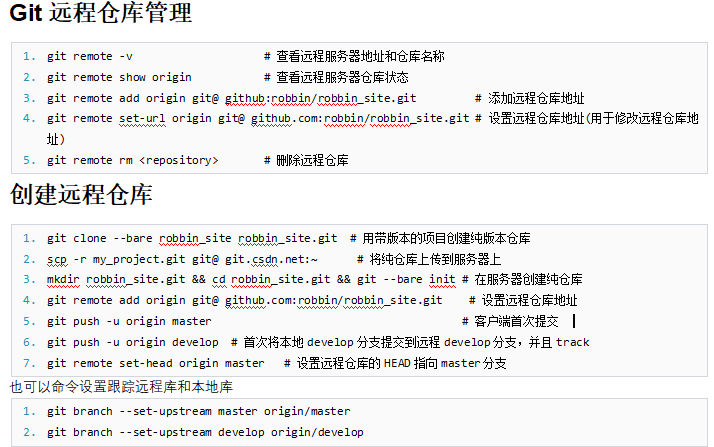 Git 远程仓库管理
1. git remote -v # 查看远程服务器地址和仓库名称
2. git remote show origin # 查看远程服务器仓库状态
3. git remote add origin git@ github:robbin/robbin_site.git # 添加远程仓库地址
4. git remote set-url origin git@ github.com:robbin/robbin_site.git # 设置远程仓库地址(用于修改远程仓库地
址)
5. git remote rm <repository> # 删除远程仓库
创建远程仓库
1. git clone --bare robbin_site robbin_site.git # 用带版本的项目创建纯版本仓库
2. scp -r my_project.git git@ git.csdn.net:~ # 将纯仓库上传到服务器上
3. mkdir robbin_site.git && cd robbin_site.git && git --bare init # 在服务器创建纯仓库
4. git remote add origin git@ github.com:robbin/robbin_site.git # 设置远程仓库地址
5. git push -u origin master # 客户端首次提交
6. git push -u origin develop # 首次将本地 develop 分支提交到远程 develop 分支，并且 track
7. git remote set-head origin master # 设置远程仓库的 HEAD 指向 master 分支
也可以命令设置跟踪远程库和本地库
1. git branch --set-upstream master origin/master
2. git branch --set-upstream develop origin/develop